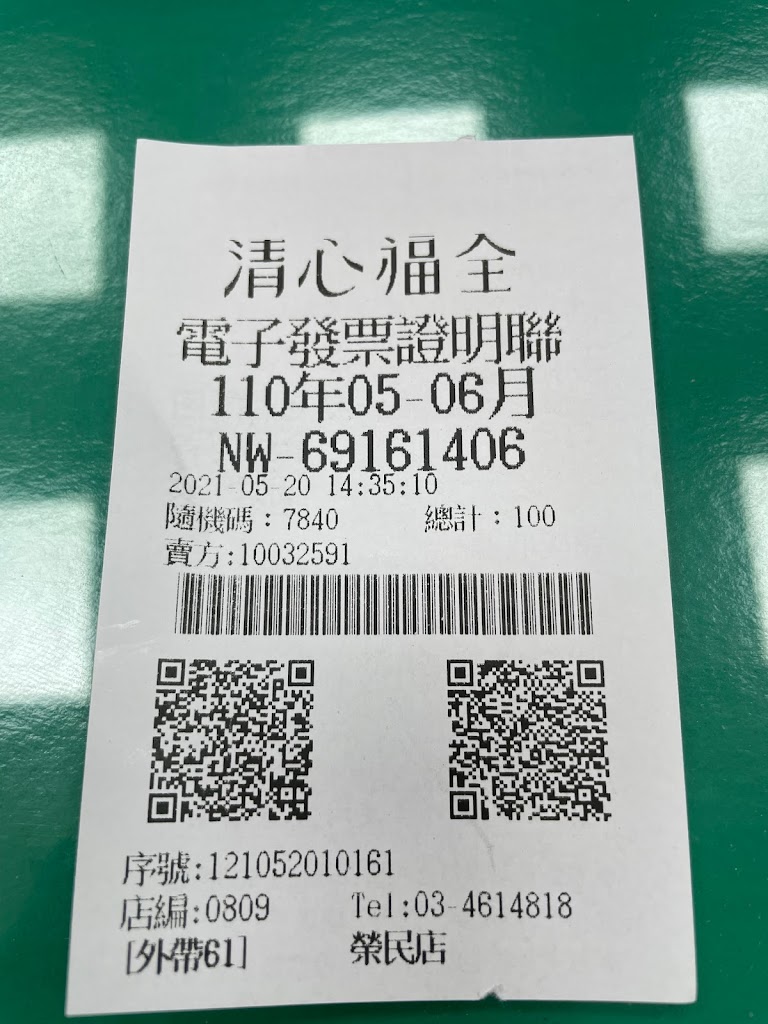 清心福全
電子發票證明聯
110年05-06月
NW-69161406
2021-05-20 14:35:10
隨機碼：7840 總計：100
賣方:10032591
序號:121052010161
店編:0809 Tel:03-4614818
[外帶61] 榮民店